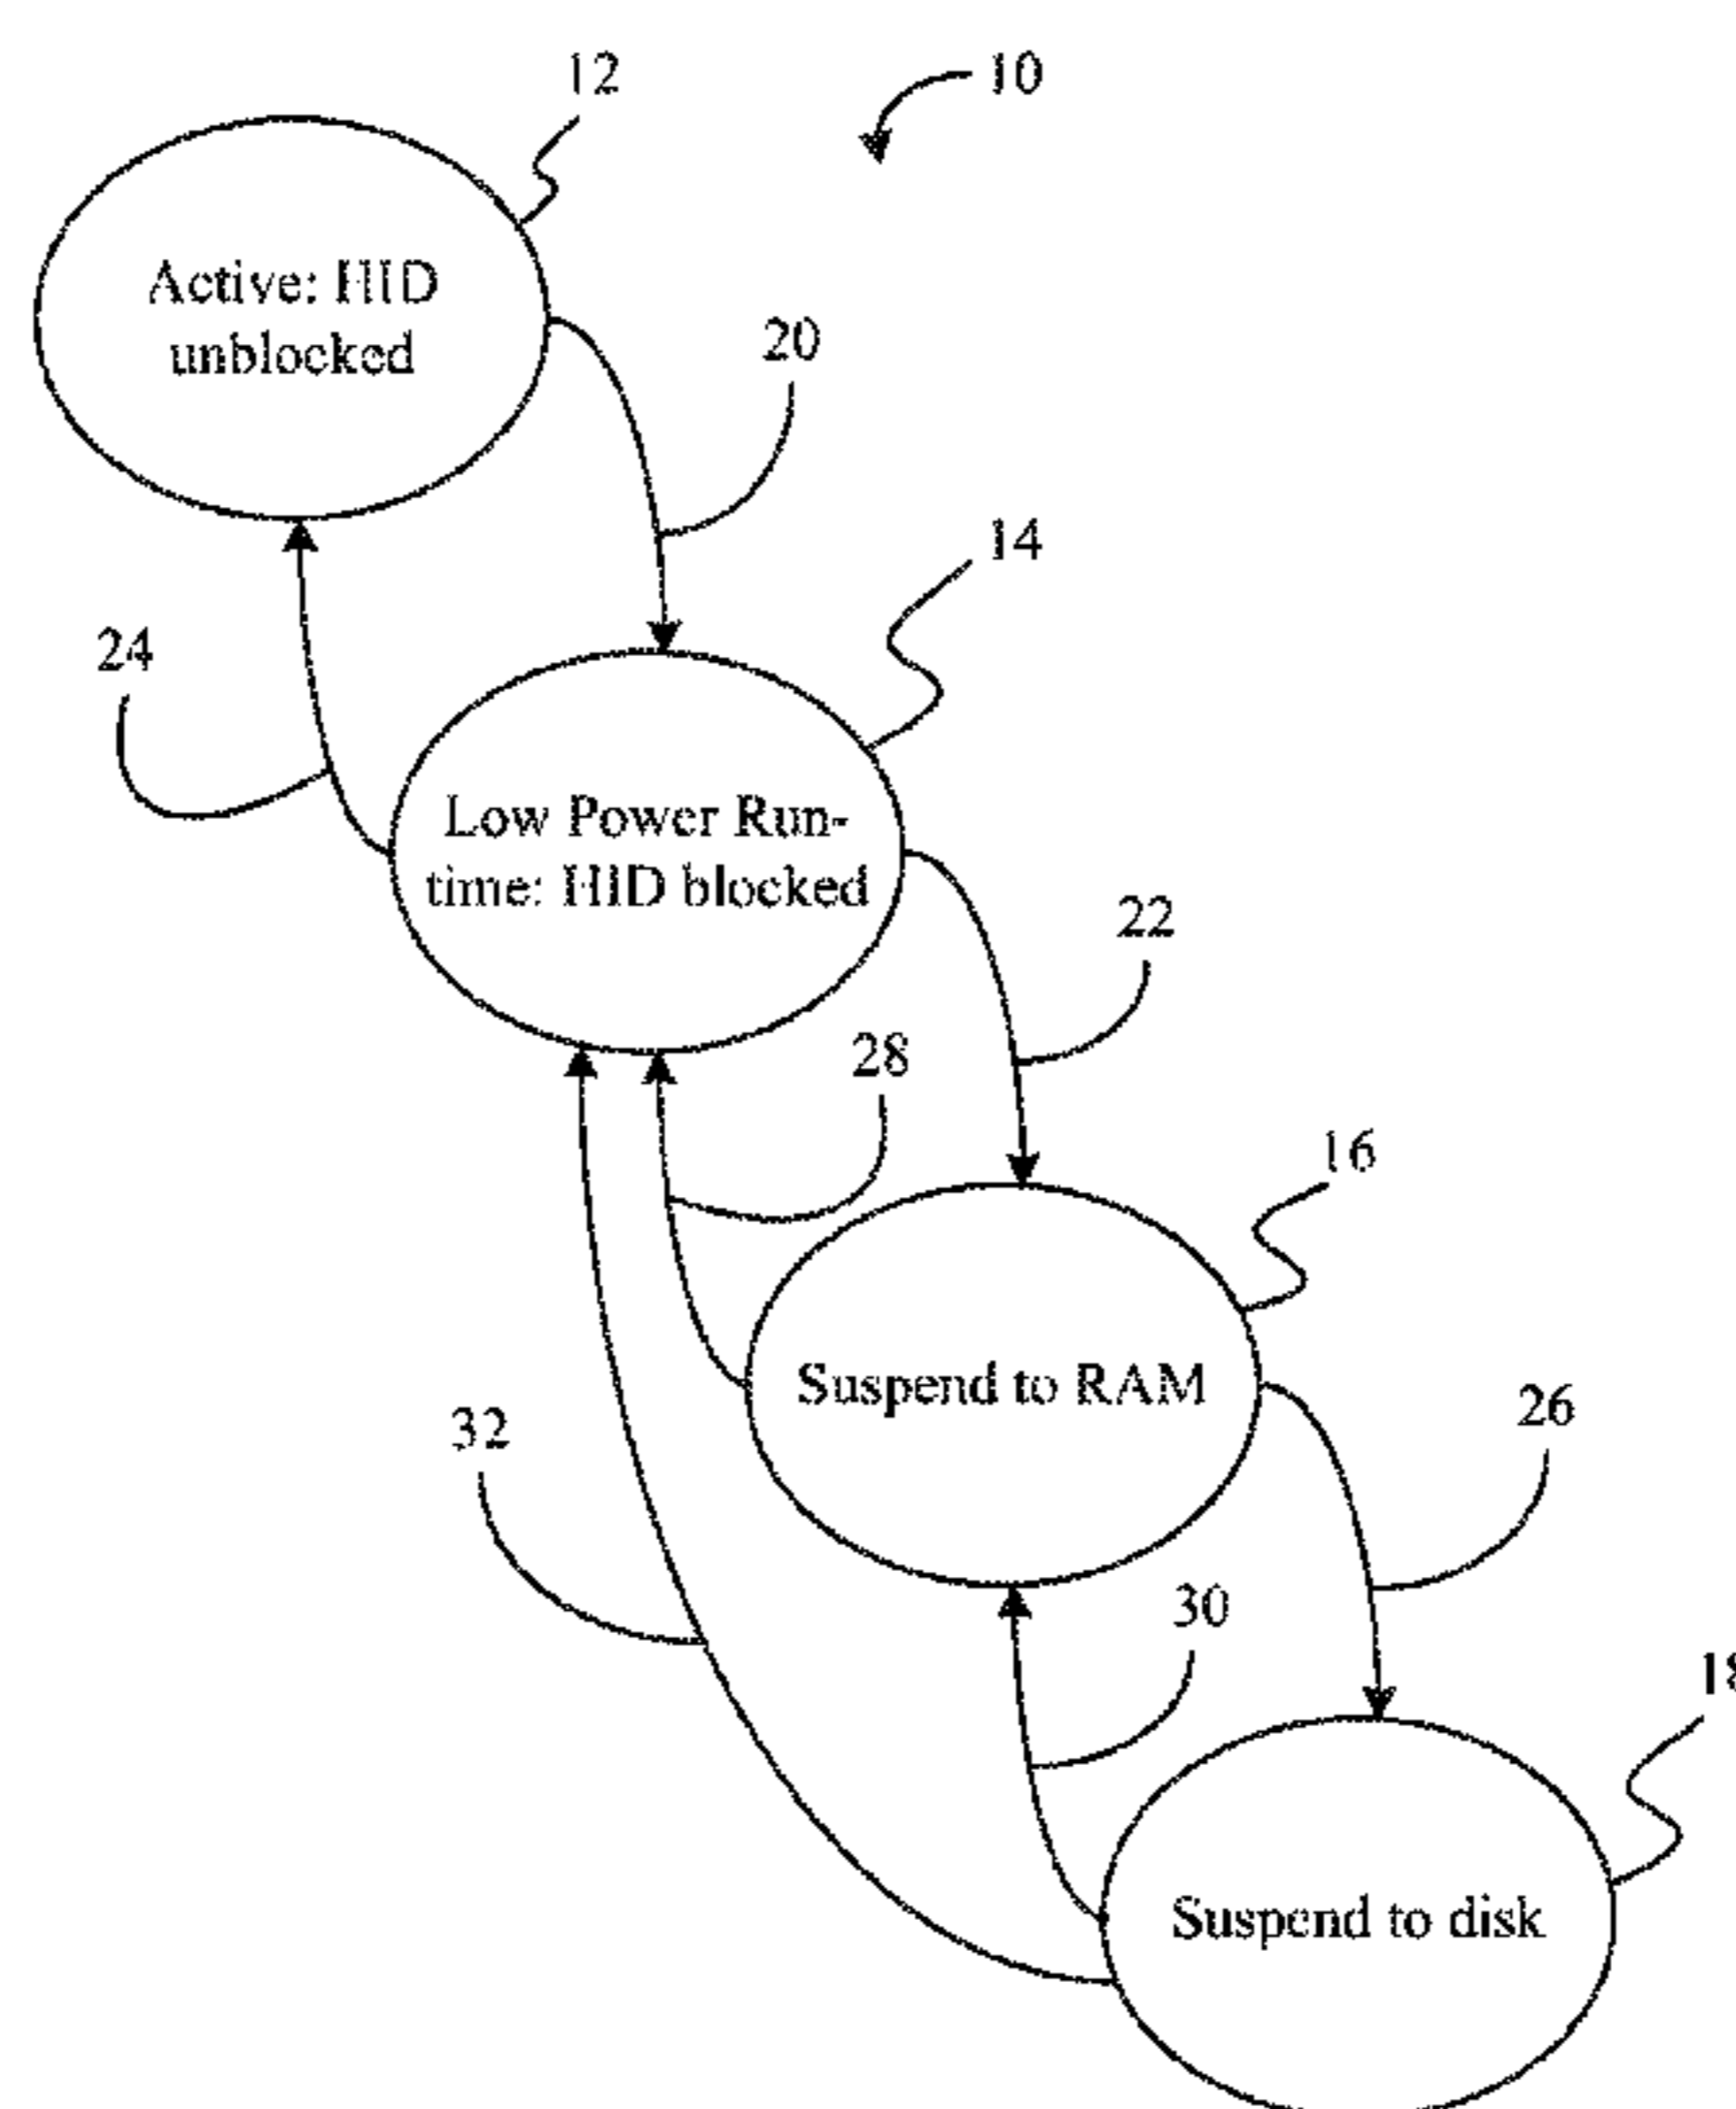 12
10
Active: HID
unblocked
20
14
24
Low Power Run-
time: HID blocked
22
28
16
Suspend to RAM
26
32
30
18
Suspend to disk